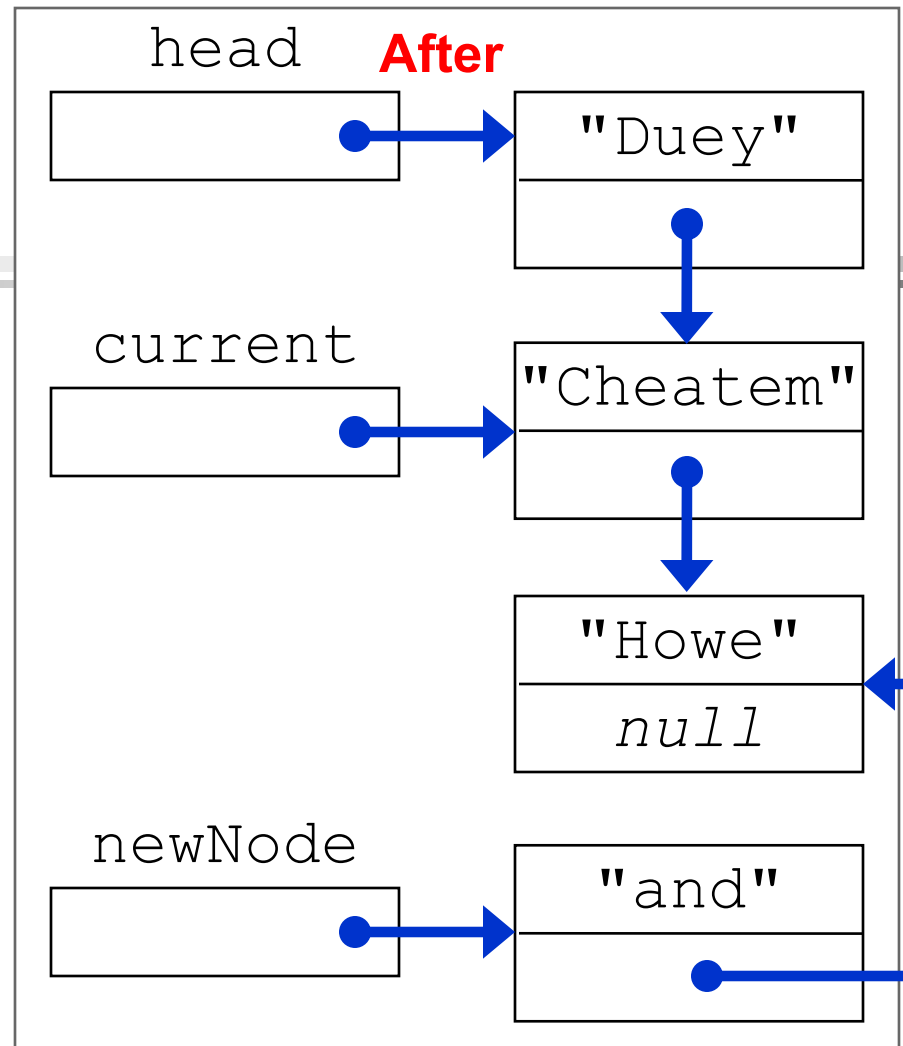 head
After
"Duey"
current
"Cheatem"
"Howe"
null
newNode
"and"